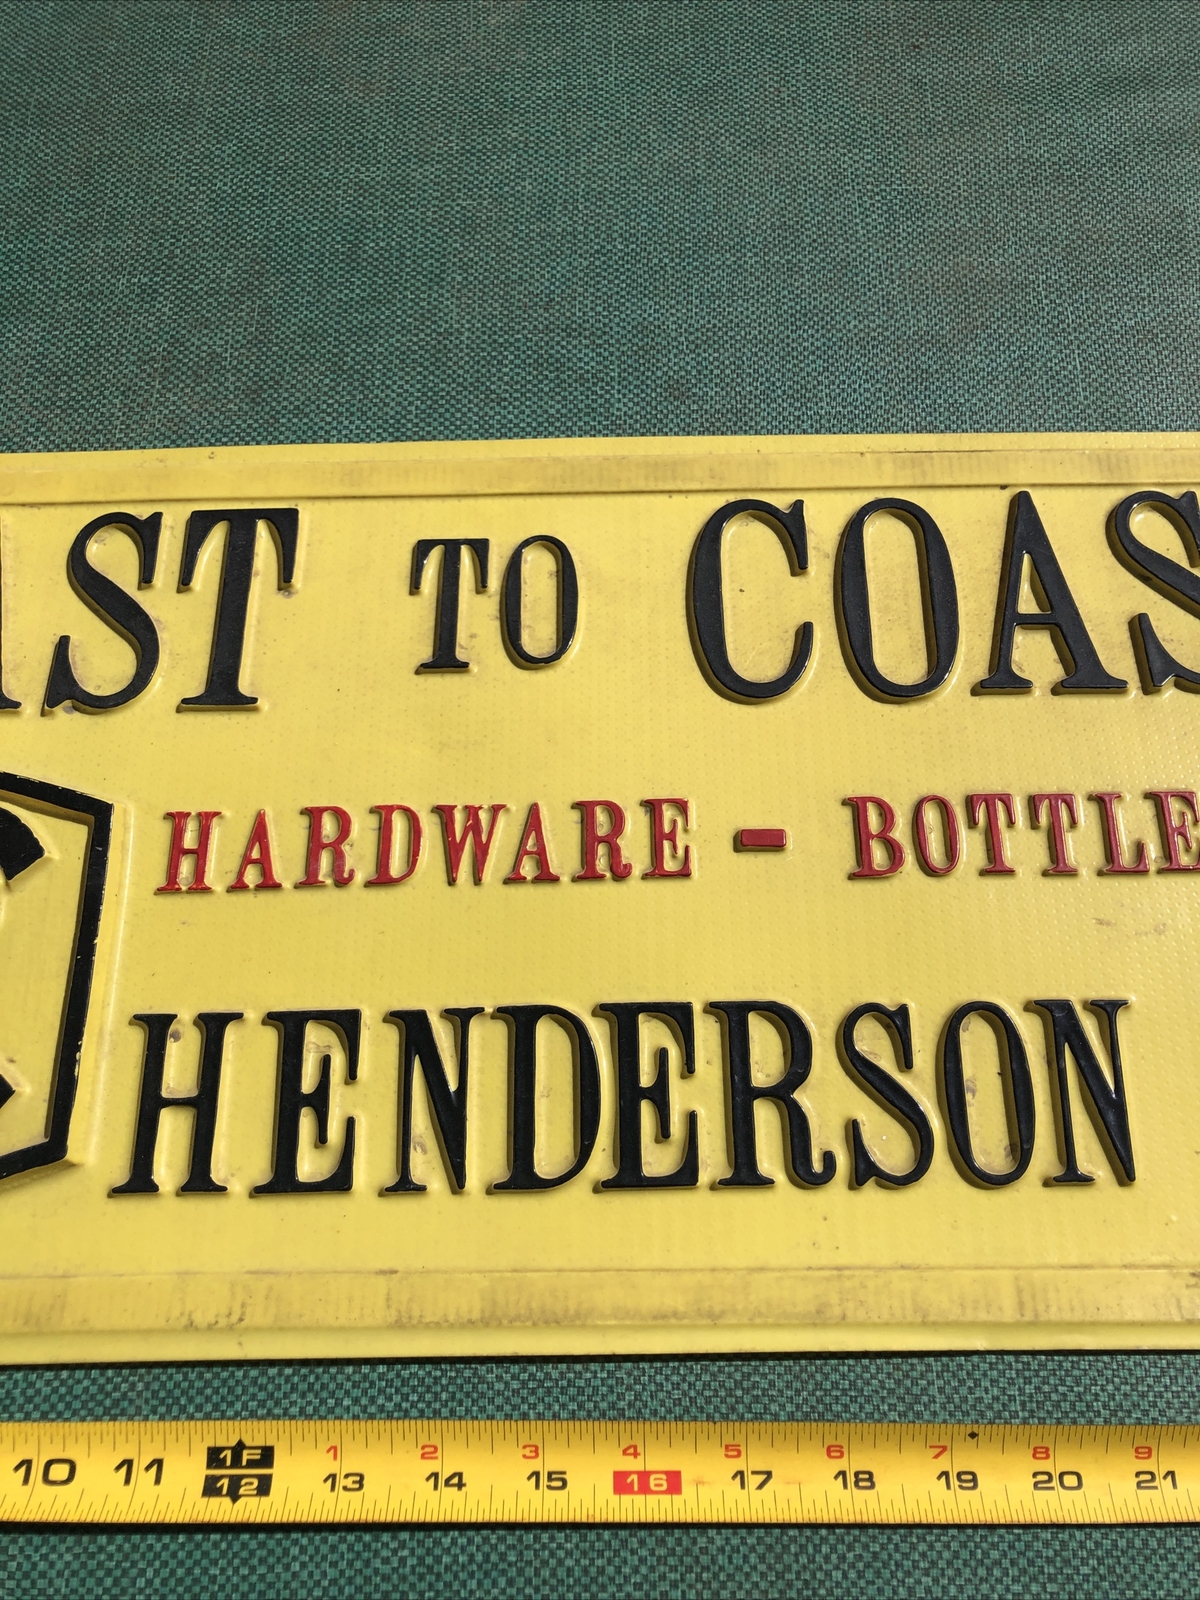 AST TO COAS
HARDWARE - BOTTLE
HENDERSON
1F 1 2 3 4 5 6 7 8 9
10 11 12 13 14 15 16 17 18 19 20 21